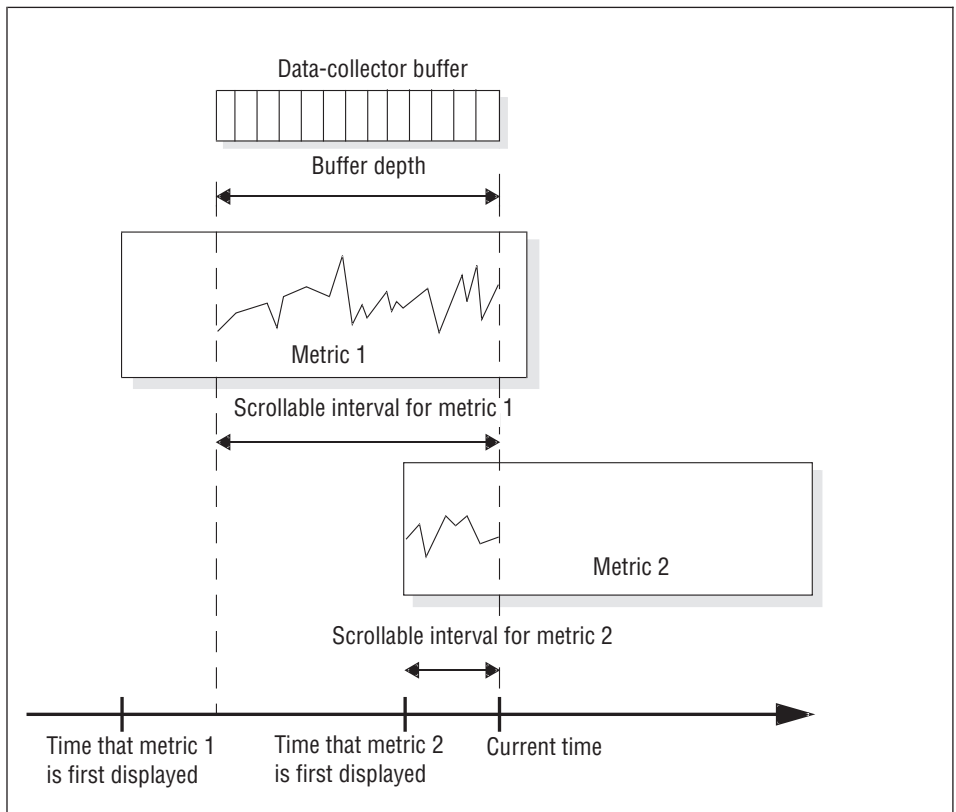 Data-collector buffer
Buffer depth
Metric 1
Scrollable interval for metric 1
Metric 2
Scrollable interval for metric 2
Time that metric 1
is first displayed
Time that metric 2
is first displayed
Current time